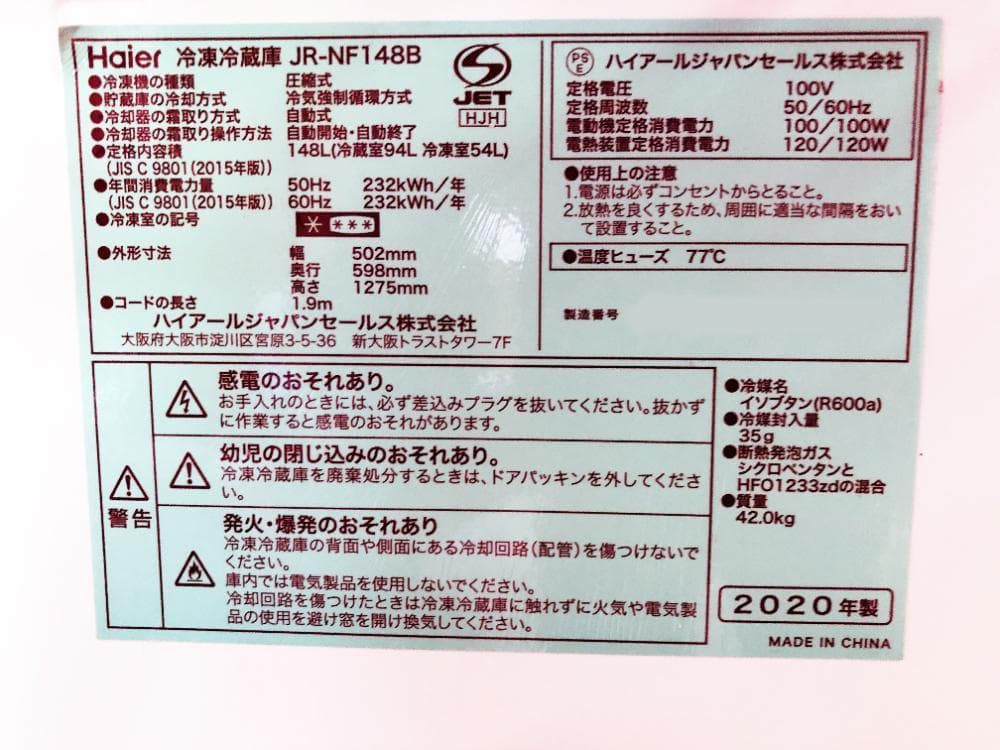 Haier 冷凍冷蔵庫 JR-NF148B
●冷凍機の種類 圧縮式
●貯蔵庫の冷却方式 冷気強制循環方式
●冷却器の霜取り方式 自動式
●冷却器の霜取り操作方法 自動開始・自動終了
●定格内容積 148L(冷蔵室94L 冷凍室54L)
(JIS C 9801(2015年版))
●年間消費電力量 50Hz 232kWh/年
(JIS C 9801(2015年版)) 60Hz 232kWh/年
●冷凍室の記号 * ***
●外形寸法 幅 502mm
奥行 598mm
高さ 1275mm
●コードの長さ 1.9m
ハイアールジャパンセールス株式会社
大阪府大阪市淀川区宮原3-5-36 新大阪トラストタワー7F
S
JET
HJH
PS
E
ハイアールジャパンセールス株式会社
定格電圧 100V
定格周波数 50/60Hz
電動機定格消費電力 100/100W
電熱装置定格消費電力 120/120W
●使用上の注意
1.電源は必ずコンセントからとること。
2.放熱を良くするため、周囲に適当な間隔をおい
て設置すること。
●温度ヒューズ 77℃
製造番号
警告
感電のおそれあり。
お手入れのときには、必ず差込みプラグを抜いてください。抜かず
に作業すると感電のおそれがあります。
幼児の閉じ込みのおそれあり。
冷凍冷蔵庫を廃棄処分するときは、ドアパッキンを外してくださ
い。
発火・爆発のおそれあり
冷凍冷蔵庫の背面や側面にある冷却回路(配管)を傷つけないで
ください。
庫内では電気製品を使用しないでください。
冷却回路を傷つけたときは冷凍冷蔵庫に触れずに火気や電気製
品の使用を避け窓を開け換気してください。
●冷媒名
イソブタン(R600a)
●冷媒封入量
35g
●断熱発泡ガス
シクロペンタンと
HFO1233zdの混合
●質量
42.0kg
2020年製
MADE IN CHINA